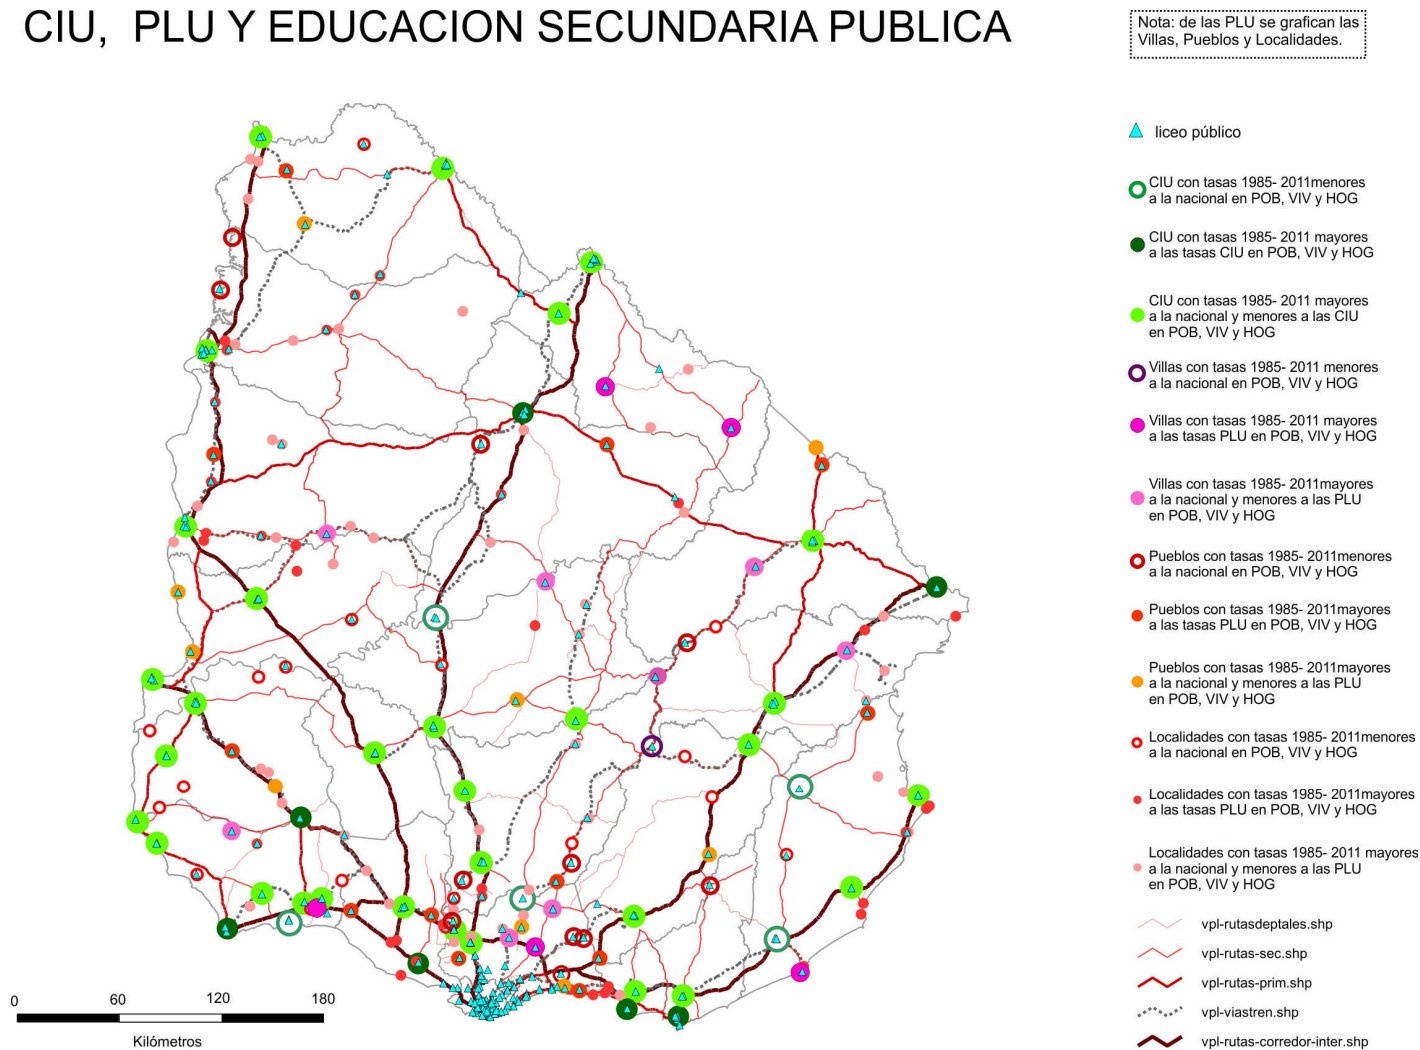 CIU, PLU Y EDUCACION SECUNDARIA PUBLICA
Nota: de las PLU se grafican las
Villas, Pueblos y Localidades.
liceo público
CIU con tasas 1985- 2011menores
a la nacional en POB, VIV y HOG
CIU con tasas 1985- 2011 mayores
a las tasas CIU en POB, VIV y HOG
CIU con tasas 1985- 2011 mayores
a la nacional y menores a las CIU
en POB, VIV y HOG
Villas con tasas 1985- 2011 menores
a la nacional en POB, VIV y HOG
Villas con tasas 1985- 2011 mayores
a las tasas PLU en POB, VIV y HOG
Villas con tasas 1985- 2011mayores
a la nacional y menores a las PLU
en POB, VIV y HOG
Pueblos con tasas 1985- 2011menores
a la nacional en POB, VIV y HOG
Pueblos con tasas 1985- 2011mayores
a las tasas PLU en POB, VIV y HOG
Pueblos con tasas 1985- 2011mayores
a la nacional y menores a las PLU
en POB, VIV y HOG
Localidades con tasas 1985- 2011menores
a la nacional en POB, VIV y HOG
Localidades con tasas 1985- 2011mayores
a las tasas PLU en POB, VIV y HOG
Localidades con tasas 1985- 2011 mayores
a la nacional y menores a las PLU
en POB, VIV y HOG
vpl-rutasdeptales.shp
vpl-rutas-sec.shp
vpl-rutas-prim.shp
vpl-viastren.shp
vpl-rutas-corredor-inter.shp
0 60 120 180
Kilómetros